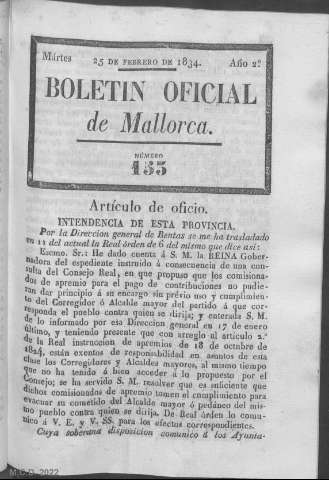 Mártes
25 DE FEBRERO DE 1834.
Año 2º
BOLETIN OFICIAL
de Mallorca.
NÚMERO
135
Artículo de oficio.
INTENDENCIA DE ESTA PROVINCIA.
Por la Direccion general de Rentas se me ha trasladado
en 11 del actual la Real órden de 6 del mismo que dice así:
Escmo. Sr.: He dado cuenta á S. M. la REINA Gober-
nadora del espediente instruido á consecuencia de una con-
sulta del Consejo Real, en que propuso que los comisiona-
dos de apremio para el pago de contribuciones no pudie-
ran dar principio á su encargo sin prévio uso y cumplimien-
to del Corregidor ó Alcalde mayor del partido á que cor-
responda el pueblo contra quien se dirija; y enterada S. M.
de lo informado por esa Direccion general en 17 de enero
último, y teniendo presente que con arreglo al artículo 2.º
de la Real instruccion de apremios de 18 de octubre de
1824, están exentos de responsabilidad en asuntos de esta
clase los Corregidores y Alcaldes mayores, al mismo tiempo
que no ha tenido á bien acceder á lo propuesto por el
Consejo; se ha servido S. M. resolver que es suficiente que
dichos comisionados de apremio tomen el cumplimiento para
evacuar su cometido del Alcalde mayor ó pedáneo del mis-
mo pueblo contra quien se dirija. De Real órden lo comu-
nico á V. E. y V. SS. para los efectos correspondientes.
Cuya soberana disposicion comunico á los Ayunta-
2022